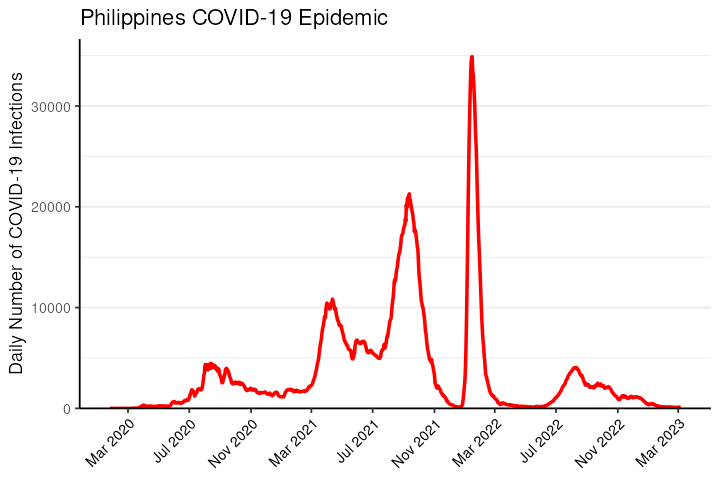 Philippines COVID-19 Epidemic
Daily Number of COVID-19 Infections
30000
20000
10000
0
Mar 2020
Jul 2020
Nov 2020
Mar 2021
Jul 2021
Nov 2021
Mar 2022
Jul 2022
Nov 2022
Mar 2023